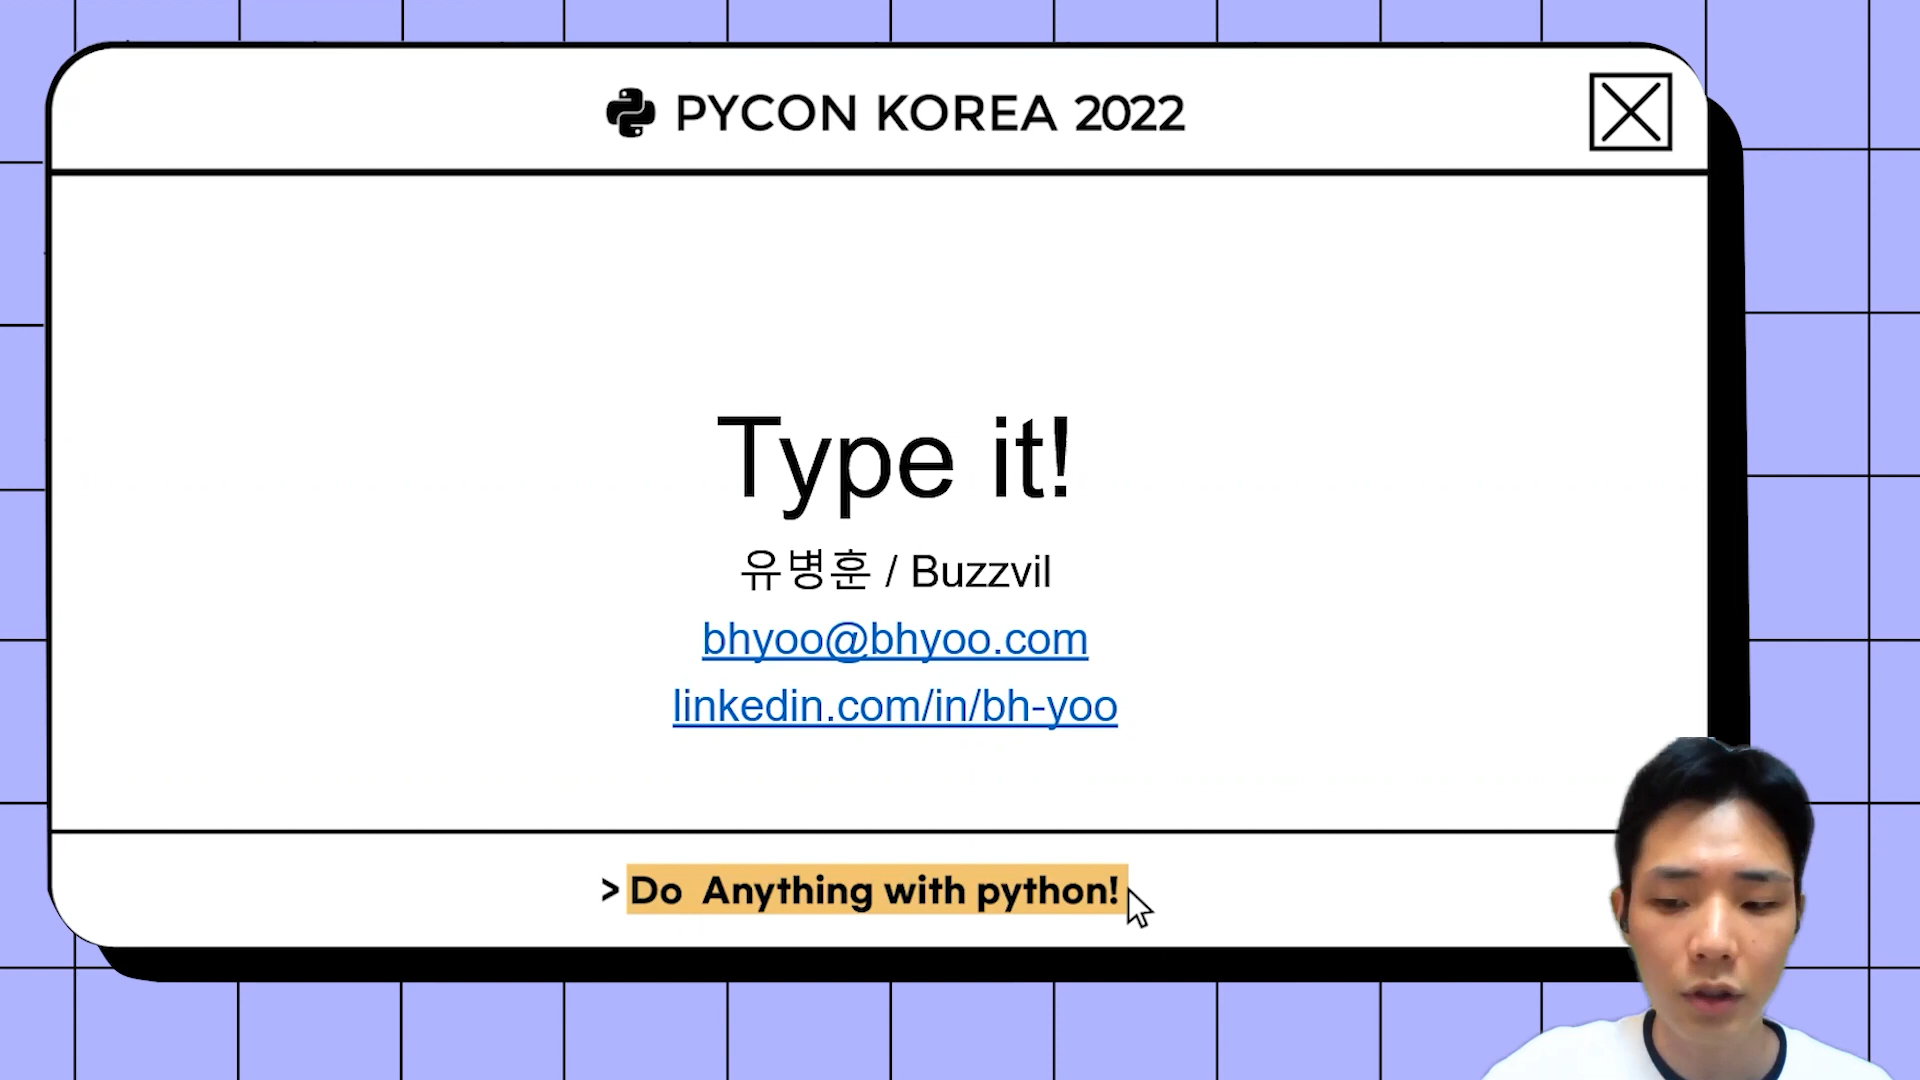 PYCON KOREA 2022
Type it!
유병훈 / Buzzvil
bhyoo@bhyoo.com
linkedin.com/in/bh-yoo
> Do Anything with python!